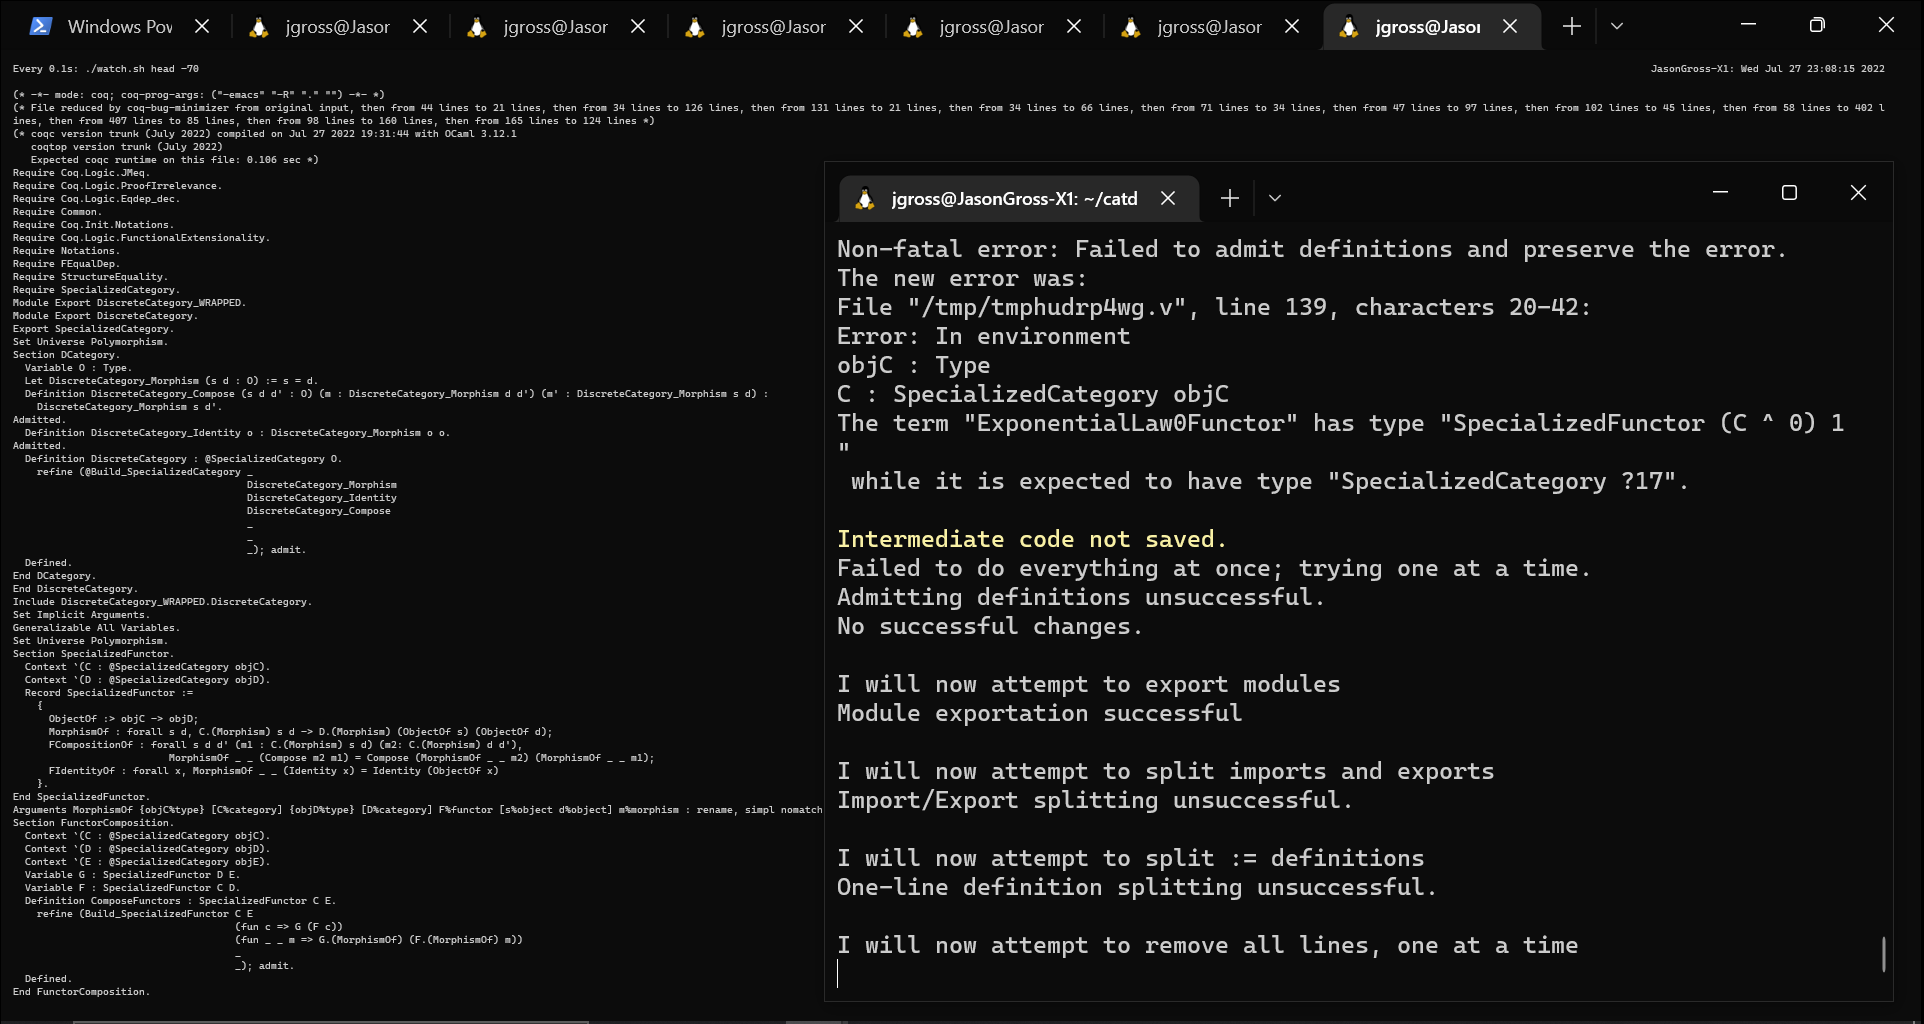 Windows Pov
jgross@Jasor
jgross@Jasor
jgross@Jasor
jgross@Jasor
jgross@Jasor
jgross@Jasor
Every 0.1s: ./watch.sh head -70
JasonGross-X1: Wed Jul 27 23:08:15 2022
(* -*- mode: coq; coq-prog-args: ("-emacs" "-R" "." "") -*- *)
(* File reduced by coq-bug-minimizer from original input, then from 44 lines to 21 lines, then from 34 lines to 126 lines, then from 131 lines to 21 lines, then from 34 lines to 66 lines, then from 71 lines to 34 lines, then from 47 lines to 97 lines, then from 102 lines to 45 lines, then from 58 lines to 402 l
ines, then from 407 lines to 85 lines, then from 98 lines to 160 lines, then from 165 lines to 124 lines *)
(* coqc version trunk (July 2022) compiled on Jul 27 2022 19:31:44 with OCaml 3.12.1
   coqtop version trunk (July 2022)
   Expected coqc runtime on this file: 0.106 sec *)
Require Coq.Logic.JMeq.
Require Coq.Logic.ProofIrrelevance.
Require Coq.Logic.Eqdep_dec.
Require Common.
Require Coq.Init.Notations.
Require Coq.Logic.FunctionalExtensionality.
Require Notations.
Require FEqualDep.
Require StructureEquality.
Require SpecializedCategory.
Module Export DiscreteCategory_WRAPPED.
Module Export DiscreteCategory.
Export SpecializedCategory.
Set Universe Polymorphism.
Section DCategory.
  Variable O : Type.
  Let DiscreteCategory_Morphism (s d : O) := s = d.
  Definition DiscreteCategory_Compose (s d d' : O) (m : DiscreteCategory_Morphism d d') (m' : DiscreteCategory_Morphism s d) :
    DiscreteCategory_Morphism s d'.
Admitted.
  Definition DiscreteCategory_Identity o : DiscreteCategory_Morphism o o.
Admitted.
  Definition DiscreteCategory : @SpecializedCategory O.
    refine (@Build_SpecializedCategory _
                                       DiscreteCategory_Morphism
                                       DiscreteCategory_Identity
                                       DiscreteCategory_Compose
                                       _
                                       _
                                       _); admit.
  Defined.
End DCategory.
End DiscreteCategory.
Include DiscreteCategory_WRAPPED.DiscreteCategory.
Set Implicit Arguments.
Generalizable All Variables.
Set Universe Polymorphism.
Section SpecializedFunctor.
  Context `(C : @SpecializedCategory objC).
  Context `(D : @SpecializedCategory objD).
  Record SpecializedFunctor :=
    {
      ObjectOf :> objC -> objD;
      MorphismOf : forall s d, C.(Morphism) s d -> D.(Morphism) (ObjectOf s) (ObjectOf d);
      FCompositionOf : forall s d d' (m1 : C.(Morphism) s d) (m2: C.(Morphism) d d'),
                          MorphismOf _ _ (Compose m2 m1) = Compose (MorphismOf _ _ m2) (MorphismOf _ _ m1);
      FIdentityOf : forall x, MorphismOf _ _ (Identity x) = Identity (ObjectOf x)
    }.
End SpecializedFunctor.
Arguments MorphismOf {objC%type} [C%category] {objD%type} [D%category] F%functor [s%object d%object] m%morphism : rename, simpl nomatch
Section FunctorComposition.
  Context `(C : @SpecializedCategory objC).
  Context `(D : @SpecializedCategory objD).
  Context `(E : @SpecializedCategory objE).
  Variable G : SpecializedFunctor D E.
  Variable F : SpecializedFunctor C D.
  Definition ComposeFunctors : SpecializedFunctor C E.
    refine (Build_SpecializedFunctor C E
                                     (fun c => G (F c))
                                     (fun _ _ m => G.(MorphismOf) (F.(MorphismOf) m))
                                     _
                                     _); admit.
  Defined.
End FunctorComposition.
jgross@JasonGross-X1: ~/catd
Non-fatal error: Failed to admit definitions and preserve the error.
The new error was:
File "/tmp/tmphudrp4wg.v", line 139, characters 20-42:
Error: In environment
objC : Type
C : SpecializedCategory objC
The term "ExponentialLaw0Functor" has type "SpecializedFunctor (C ^ 0) 1
"
 while it is expected to have type "SpecializedCategory ?17".
Intermediate code not saved.
Failed to do everything at once; trying one at a time.
Admitting definitions unsuccessful.
No successful changes.
I will now attempt to export modules
Module exportation successful
I will now attempt to split imports and exports
Import/Export splitting unsuccessful.
I will now attempt to split := definitions
One-line definition splitting unsuccessful.
I will now attempt to remove all lines, one at a time